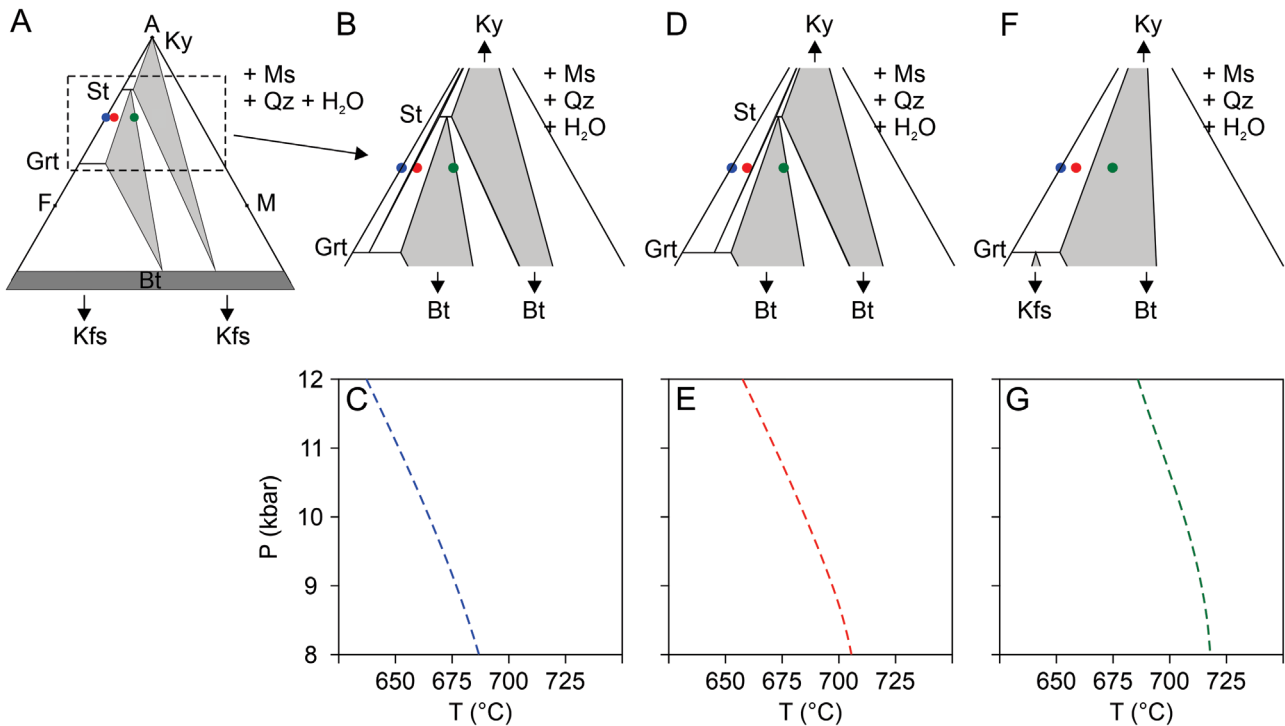 A
A
Ky
St
+ Ms
+ Qz + H₂O
Grt
F
M
Bt
Kfs
Kfs
B
Ky
+ Ms
+ Qz
+ H₂O
St
Grt
Bt
Bt
D
Ky
+ Ms
+ Qz
+ H₂O
St
Grt
Bt
Bt
F
Ky
+ Ms
+ Qz
+ H₂O
Grt
Kfs
Bt
C
P (kbar)
12
11
10
9
8
650
675
700
725
T (°C)
E
650
675
700
725
T (°C)
G
650
675
700
725
T (°C)